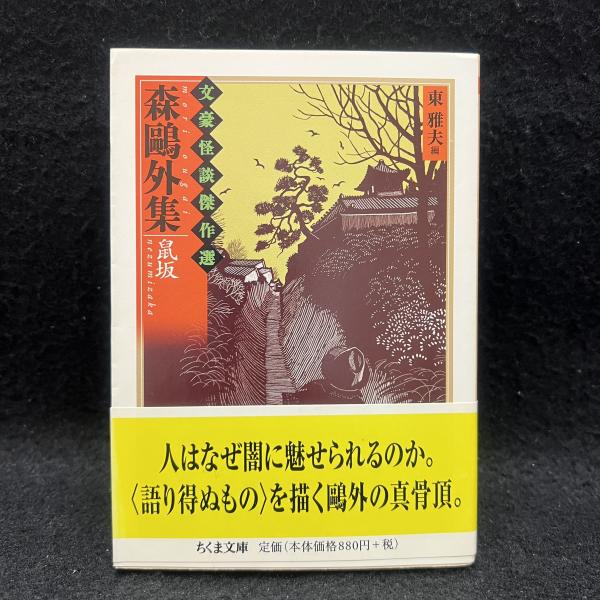 東雅夫 編
文豪怪談傑作選
森鷗外集
mori ougai
鼠坂
nezumizaka
人はなぜ闇に魅せられるのか。
〈語り得ぬもの〉を描く鷗外の真骨頂。
ちくま文庫 定価(本体価格880円+税)